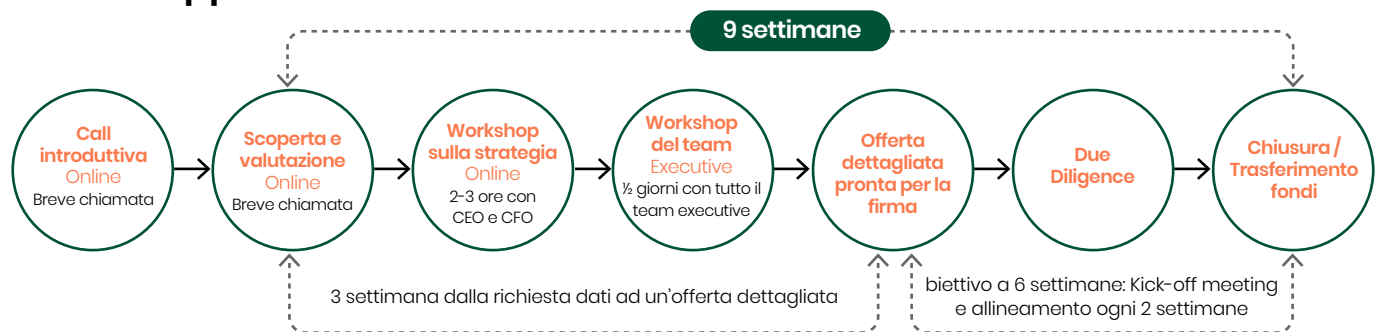 9 settimane
Call
introduttiva
Online
Breve chiamata
Scoperta e
valutazione
Online
Breve chiamata
Workshop
sulla strategia
Online
2-3 ore con
CEO e CFO
Workshop
del team
Executive
½ giorni con tutto il
team executive
Offerta
dettagliata
pronta per la
firma
Due
Diligence
Chiusura /
Trasferimento
fondi
3 settimana dalla richiesta dati ad un'offerta dettagliata
biettivo a 6 settimane: Kick-off meeting
e allineamento ogni 2 settimane